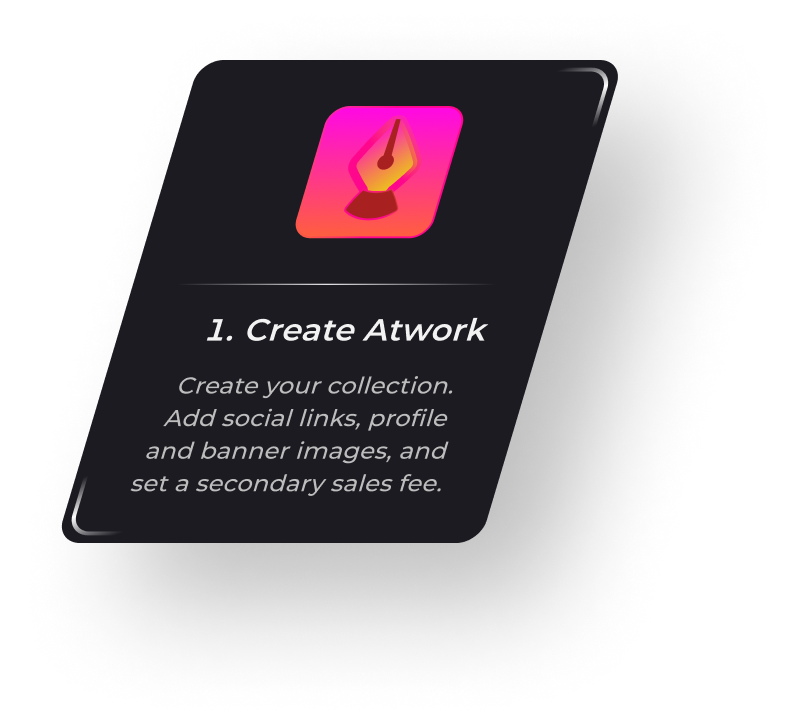 1. Create Atwork
Create your collection.
Add social links, profile
and banner images, and
set a secondary sales fee.